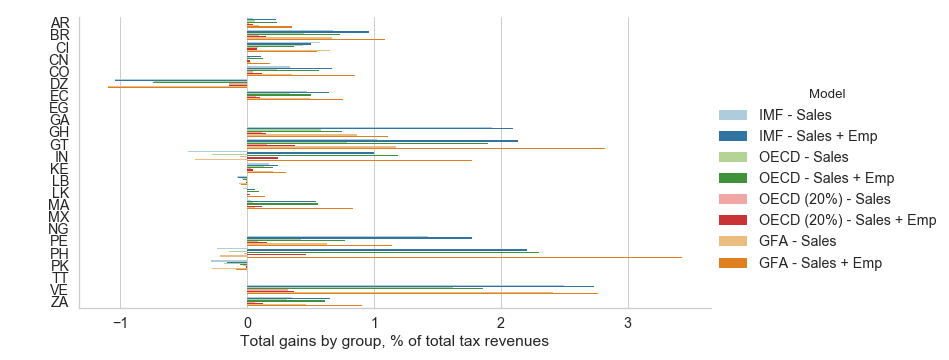 AR
BR
CI
CN
CO
DZ
EC
EG
GA
GH
GT
IN
KE
LB
LK
MA
MX
NG
PE
PH
PK
TT
VE
ZA
−1
0
1
2
3
Total gains by group, % of total tax revenues
Model
IMF - Sales
IMF - Sales + Emp
OECD - Sales
OECD - Sales + Emp
OECD (20%) - Sales
OECD (20%) - Sales + Emp
GFA - Sales
GFA - Sales + Emp